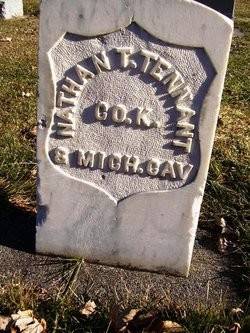 NATHAN T. TENNANT
CO. K.
8 MICH. CAV